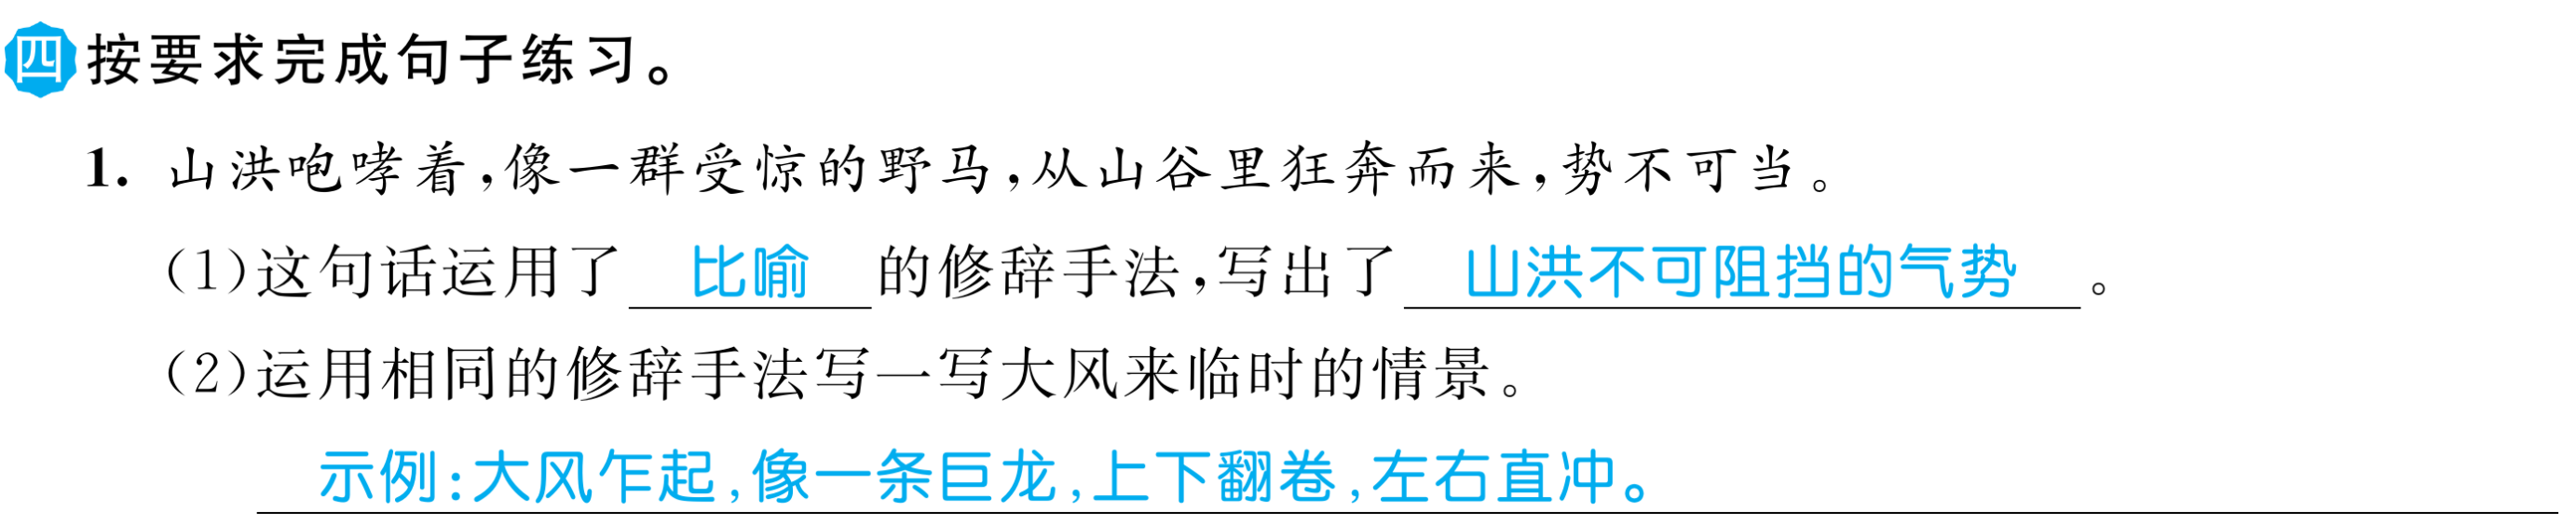 四 按要求完成句子练习。
1. 山洪咆哮着,像一群受惊的野马,从山谷里狂奔而来,势不可当。
(1)这句话运用了 比喻 的修辞手法,写出了 山洪不可阻挡的气势 。
(2)运用相同的修辞手法写一写大风来临时的情景。
示例:大风乍起,像一条巨龙,上下翻卷,左右直冲。